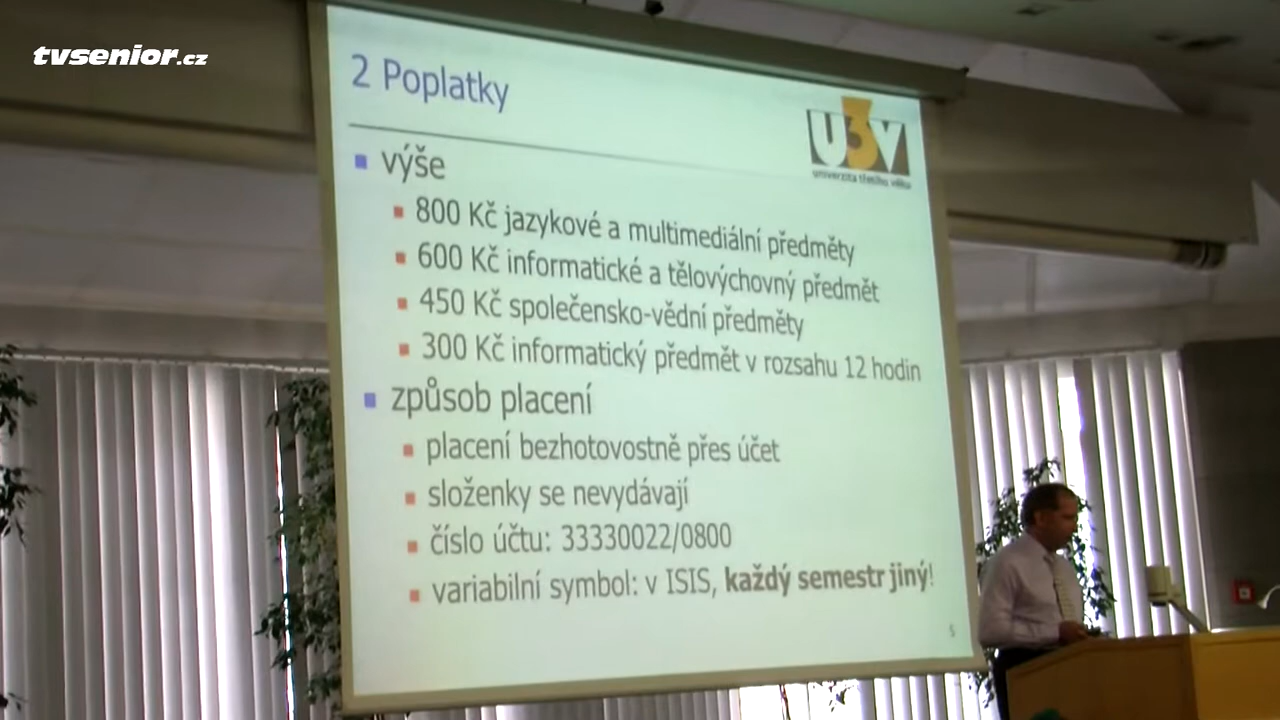 tvsenior.cz
2 Poplatky
U3V
univerzita třetího věku
výše
800 Kč jazykové a multimediální předměty
600 Kč informatické a tělovýchovný předmět
450 Kč společensko-vědní předměty
300 Kč informatický předmět v rozsahu 12 hodin
způsob placení
placení bezhotovostně přes účet
složenky se nevydávají
číslo účtu: 33330022/0800
variabilní symbol: v ISIS, každý semestr jiný!
5